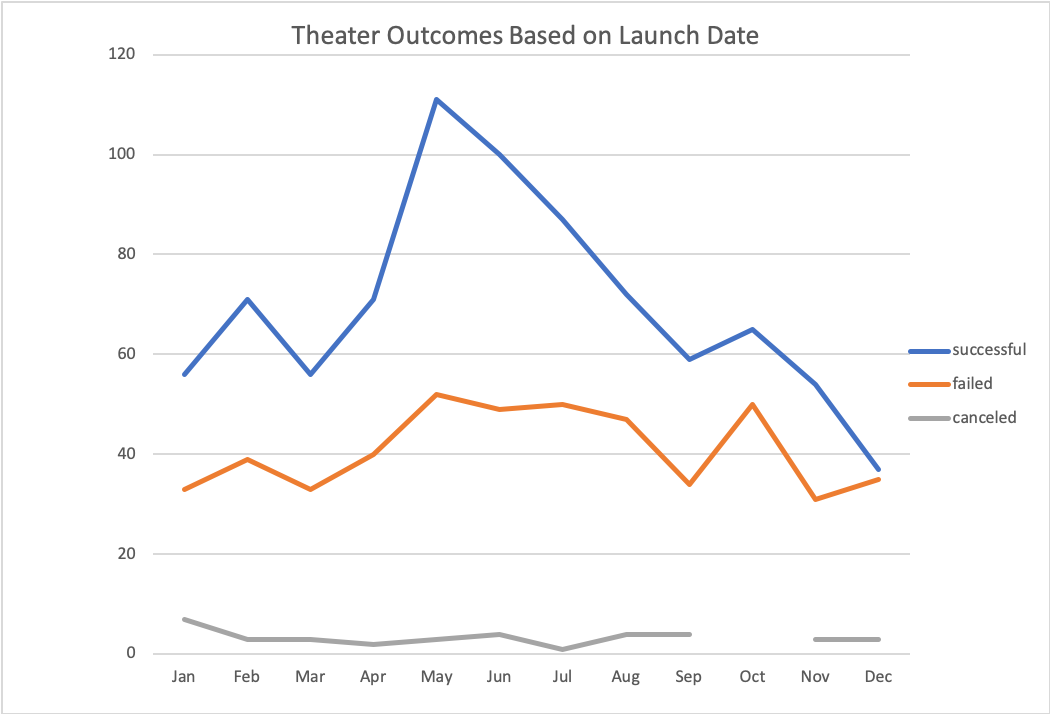 Theater Outcomes Based on Launch Date
120
100
80
60
40
20
0
Jan Feb Mar Apr May Jun Jul Aug Sep Oct Nov Dec
successful
failed
canceled